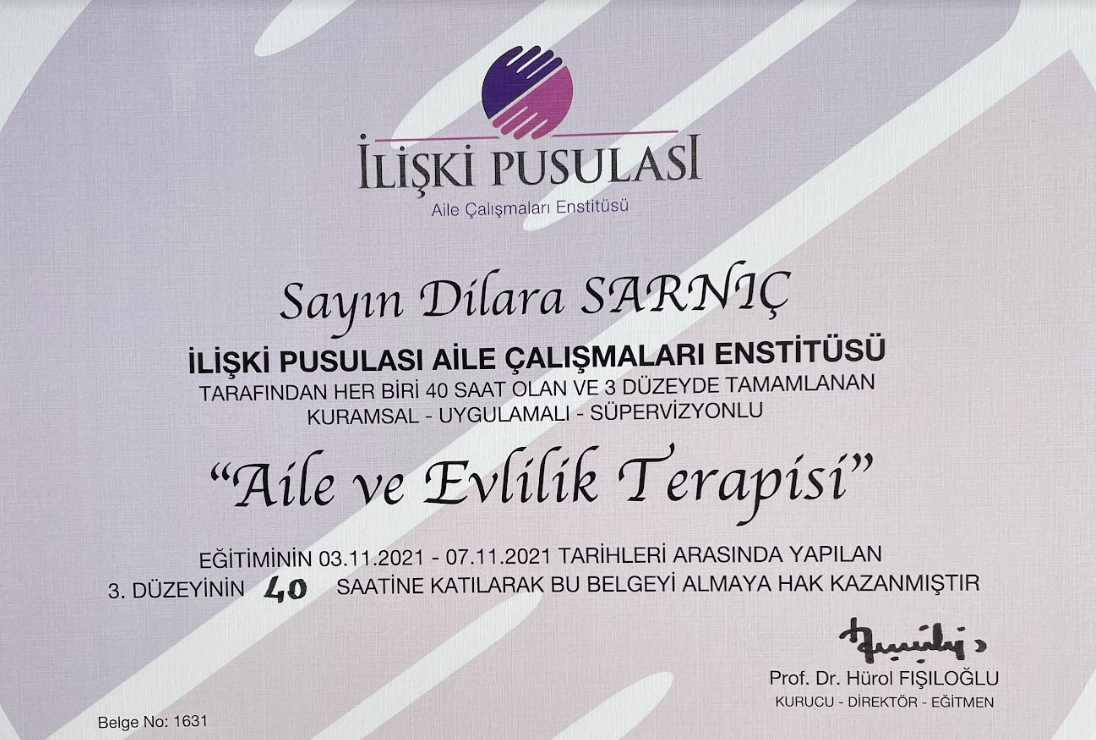 İLİŞKİ PUSULASI
Aile Çalışmaları Enstitüsü
Sayın Dilara SARNIÇ
İLİŞKİ PUSULASI AİLE ÇALIŞMALARI ENSTİTÜSÜ
TARAFINDAN HER BİRİ 40 SAAT OLAN VE 3 DÜZEYDE TAMAMLANAN
KURAMSAL - UYGULAMALI - SÜPERVİZYONLU
“Aile ve Evlilik Terapisi”
EĞİTİMİNİN 03.11.2021 - 07.11.2021 TARİHLERİ ARASINDA YAPILAN
3. DÜZEYİNİN 40 SAATİNE KATILARAK BU BELGEYİ ALMAYA HAK KAZANMIŞTIR
Prof. Dr. Hürol FIŞILOĞLU
KURUCU - DİREKTÖR - EĞİTMEN
Belge No: 1631